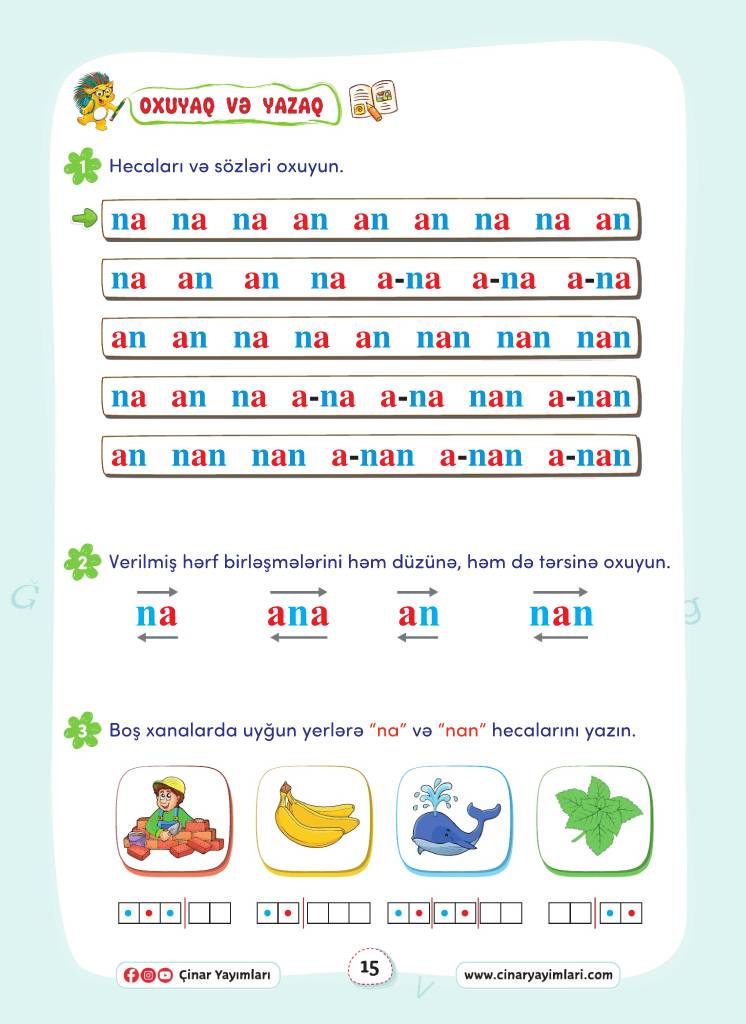 OXUYAQ VƏ YAZAQ
1 Hecaları və sözləri oxuyun.
na na na an an an na na an
na an an na a-na a-na a-na
an an na na an nan nan nan
na an na a-na a-na nan a-nan
an nan nan a-nan a-nan a-nan
2 Verilmiş hərf birləşmələrini həm düzünə, həm də tərsinə oxuyun.
Ğ
na ana an nan
g
3 Boş xanalarda uyğun yerlərə “na” və “nan” hecalarını yazın.
Çinar Yayımları 15 www.cinaryayimlari.com
V